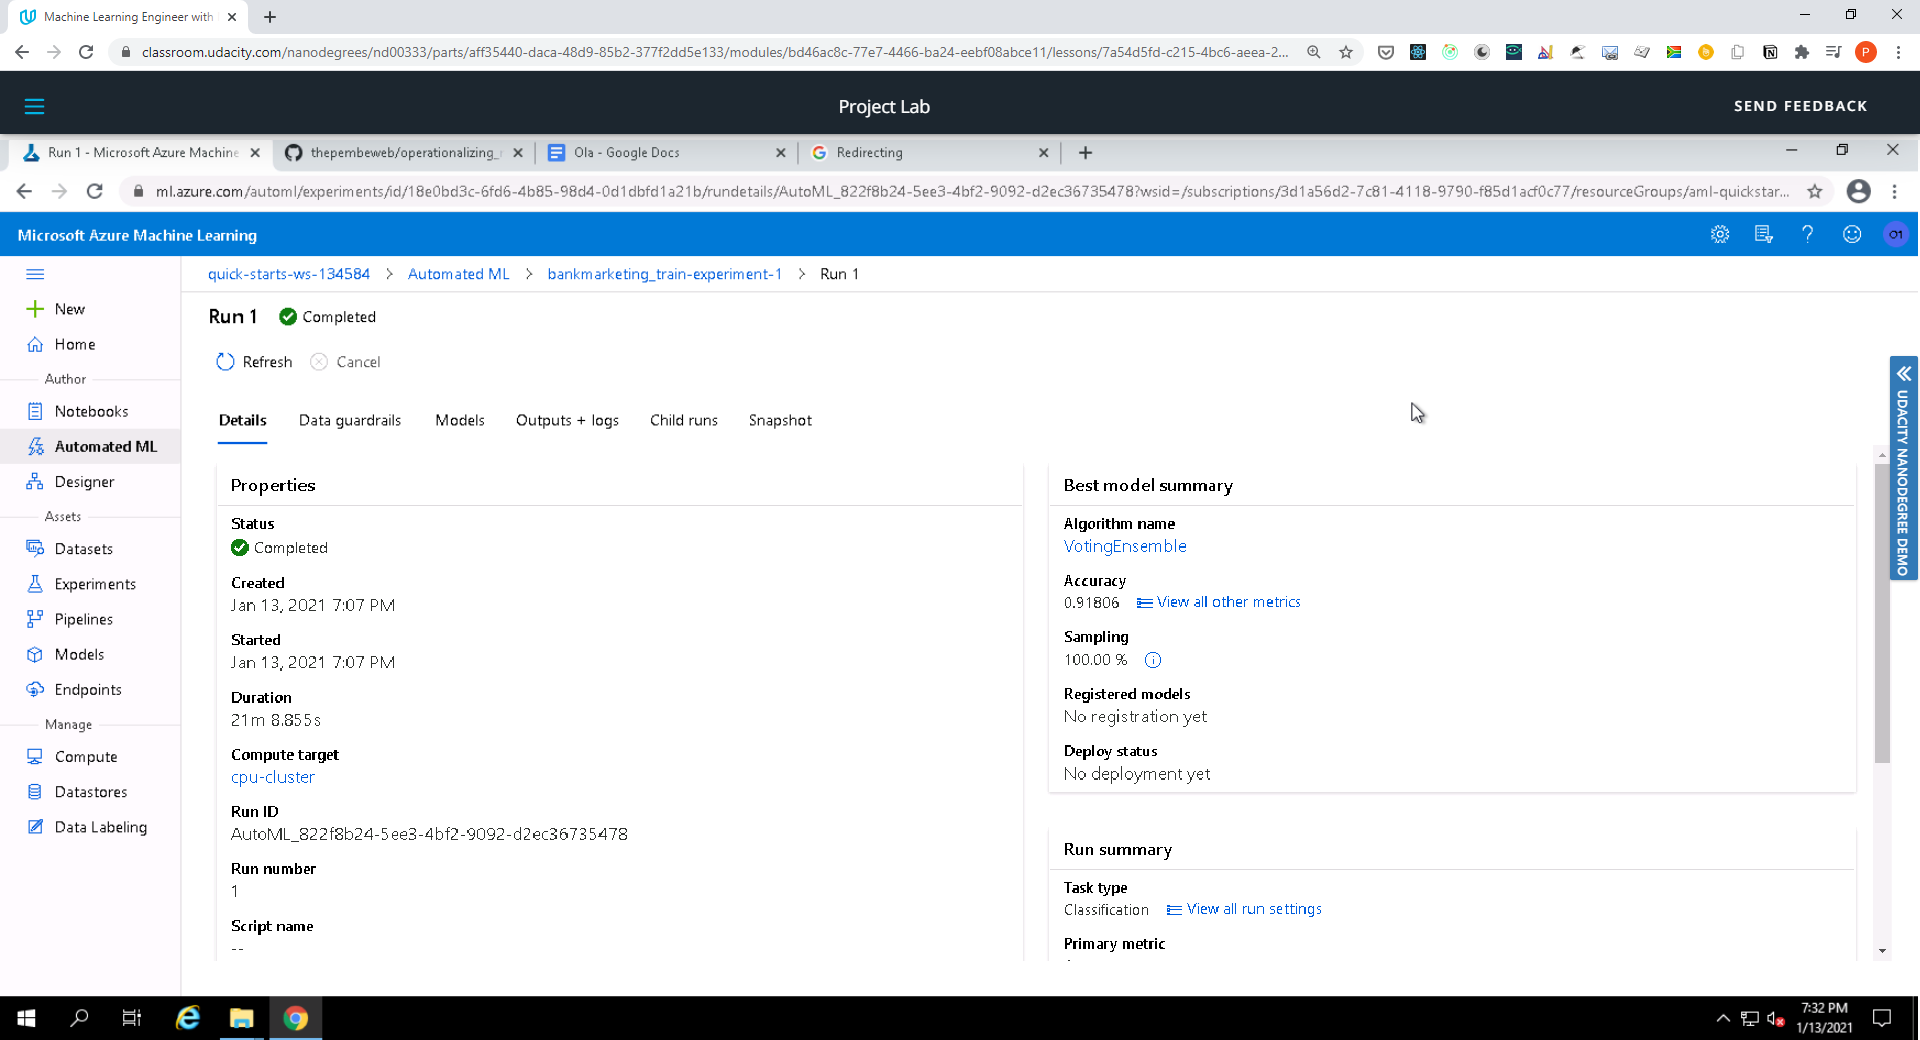 Machine Learning Engineer with
classroom.udacity.com/nanodegrees/nd00333/parts/aff35440-daca-48d9-85b2-377f2dd5e133/modules/bd46ac8c-77e7-4466-ba24-eebf08abce11/lessons/7a54d5fd-c215-4bc6-aeea-2...
P
Project Lab
SEND FEEDBACK
Run 1 - Microsoft Azure Machine
thepembeweb/operationalizing_
Ola - Google Docs
Redirecting
ml.azure.com/automl/experiments/id/18e0bd3c-6fd6-4b85-98d4-0d1dbfd1a21b/rundetails/AutoML_822f8b24-5ee3-4bf2-9092-d2ec36735478?wsid=/subscriptions/3d1a56d2-7c81-4118-9790-f85d1acf0c77/resourceGroups/aml-quickstar...
Microsoft Azure Machine Learning
O1
quick-starts-ws-134584 > Automated ML > bankmarketing_train-experiment-1 > Run 1
New
Home
Author
Notebooks
Automated ML
Designer
Assets
Datasets
Experiments
Pipelines
Models
Endpoints
Manage
Compute
Datastores
Data Labeling
Run 1 Completed
Refresh Cancel
Details Data guardrails Models Outputs + logs Child runs Snapshot
Properties
Status
Completed
Created
Jan 13, 2021 7:07 PM
Started
Jan 13, 2021 7:07 PM
Duration
21m 8.855s
Compute target
cpu-cluster
Run ID
AutoML_822f8b24-5ee3-4bf2-9092-d2ec36735478
Run number
1
Script name
--
Best model summary
Algorithm name
VotingEnsemble
Accuracy
0.91806 View all other metrics
Sampling
100.00 %
Registered models
No registration yet
Deploy status
No deployment yet
Run summary
Task type
Classification View all run settings
Primary metric
UDACITY NANODEGREE DEMO
7:32 PM
1/13/2021